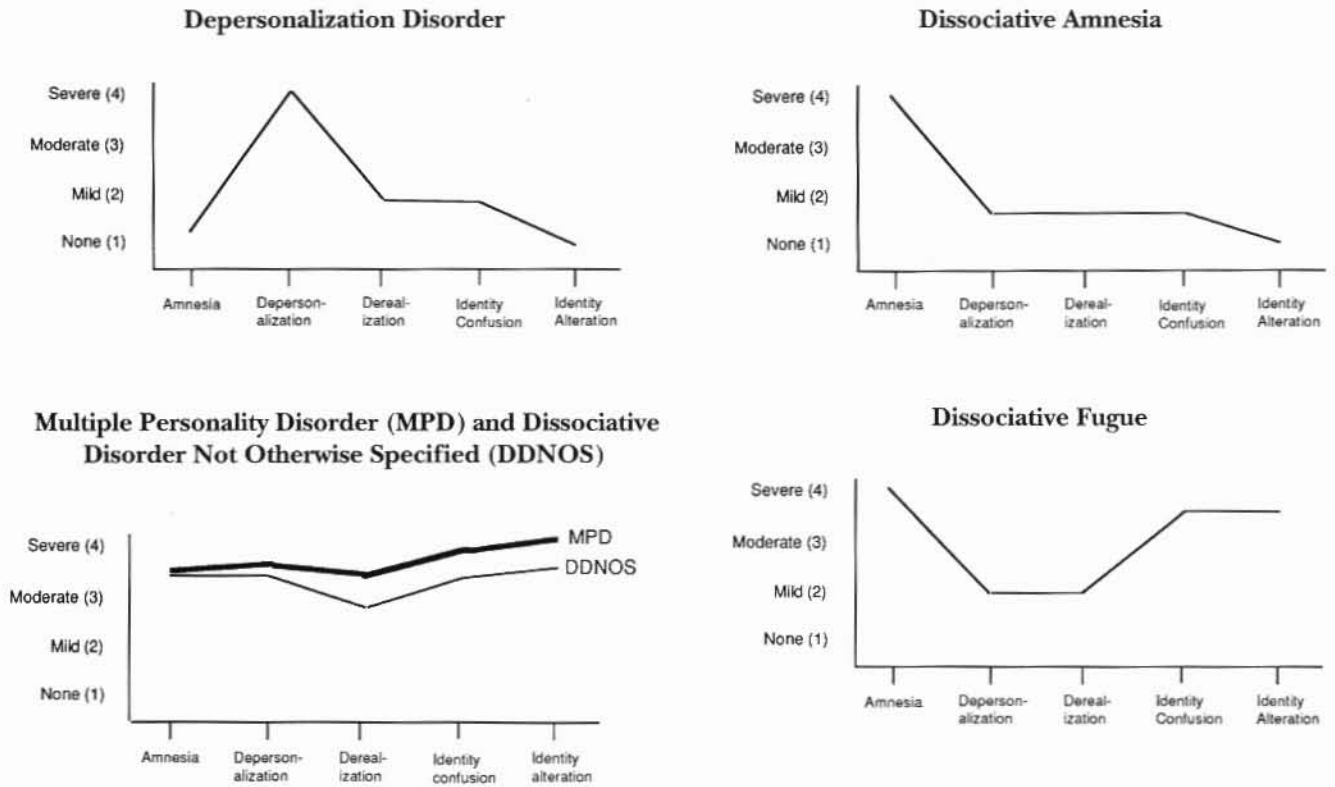 Depersonalization Disorder
Severe (4)
Moderate (3)
Mild (2)
None (1)
Amnesia
Deperson-
alization
Dereal-
ization
Identity
Confusion
Identity
Alteration
Dissociative Amnesia
Severe (4)
Moderate (3)
Mild (2)
None (1)
Amnesia
Deperson-
alization
Dereal-
ization
Identity
Confusion
Identity
Alteration
Multiple Personality Disorder (MPD) and Dissociative
Disorder Not Otherwise Specified (DDNOS)
Severe (4)
Moderate (3)
Mild (2)
None (1)
MPD
DDNOS
Amnesia
Deperson-
alization
Dereal-
ization
Identity
confusion
Identity
alteration
Dissociative Fugue
Severe (4)
Moderate (3)
Mild (2)
None (1)
Amnesia
Deperson-
alization
Dereal-
ization
Identity
Confusion
Identity
Alteration